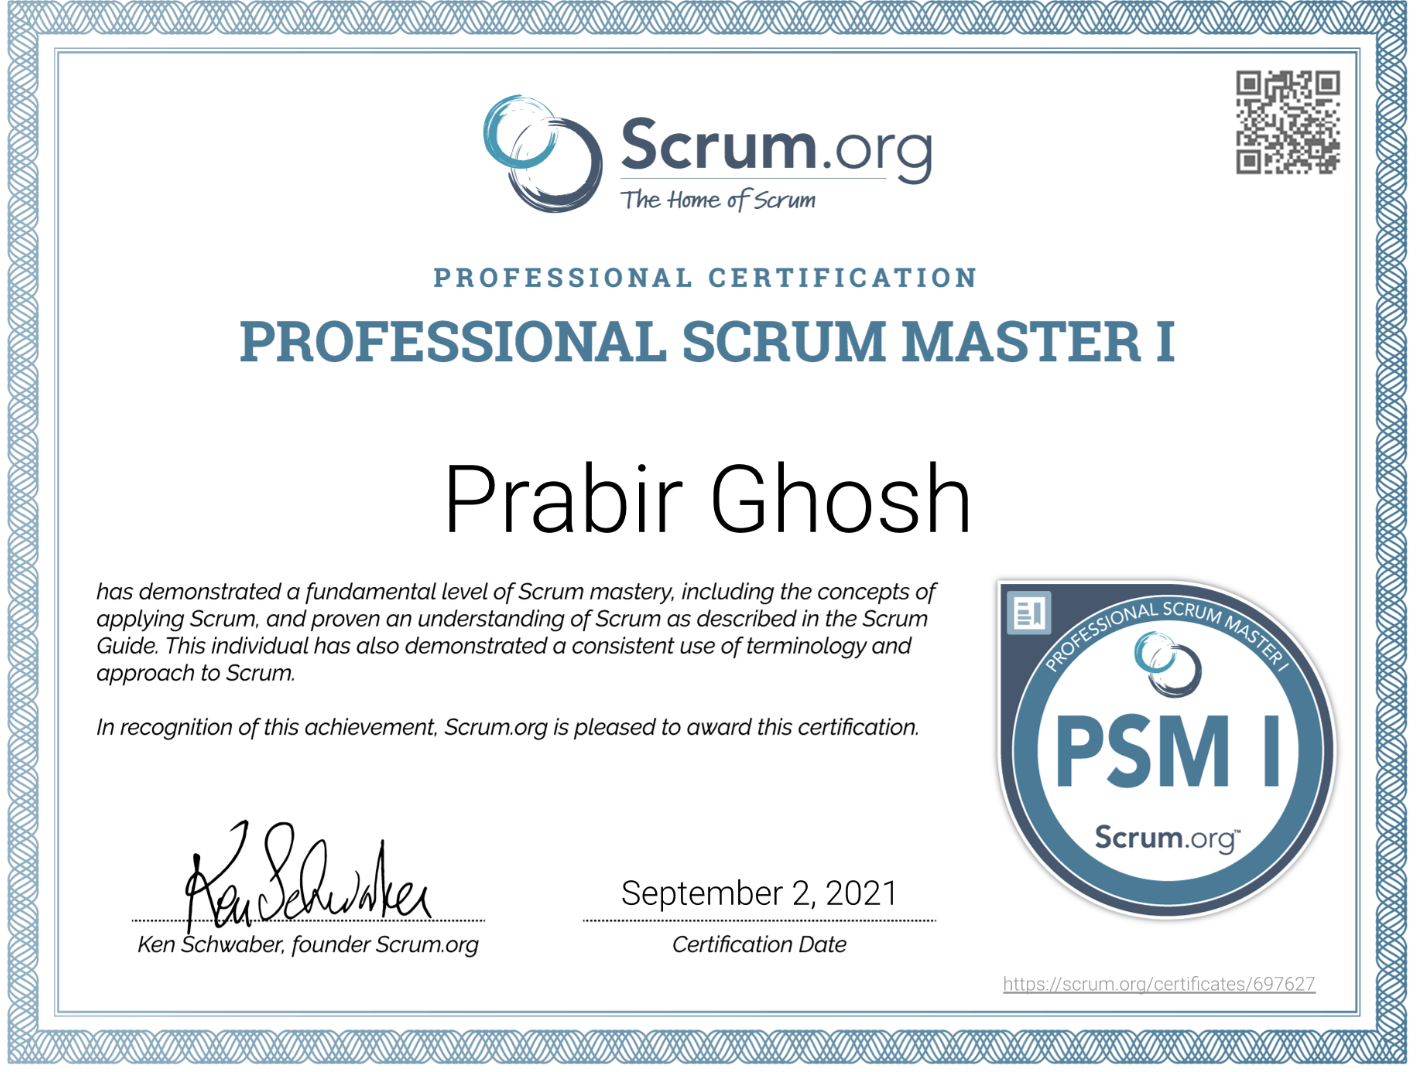 Scrum.org
The Home of Scrum
PROFESSIONAL CERTIFICATION
PROFESSIONAL SCRUM MASTER I
Prabir Ghosh
has demonstrated a fundamental level of Scrum mastery, including the concepts of
applying Scrum, and proven an understanding of Scrum as described in the Scrum
Guide. This individual has also demonstrated a consistent use of terminology and
approach to Scrum.
In recognition of this achievement, Scrum.org is pleased to award this certification.
PROFESSIONAL SCRUM MASTER I
PSM I
Scrum.org™
Ken Schwaber
September 2, 2021
Ken Schwaber, founder Scrum.org
Certification Date
https://scrum.org/certificates/697627